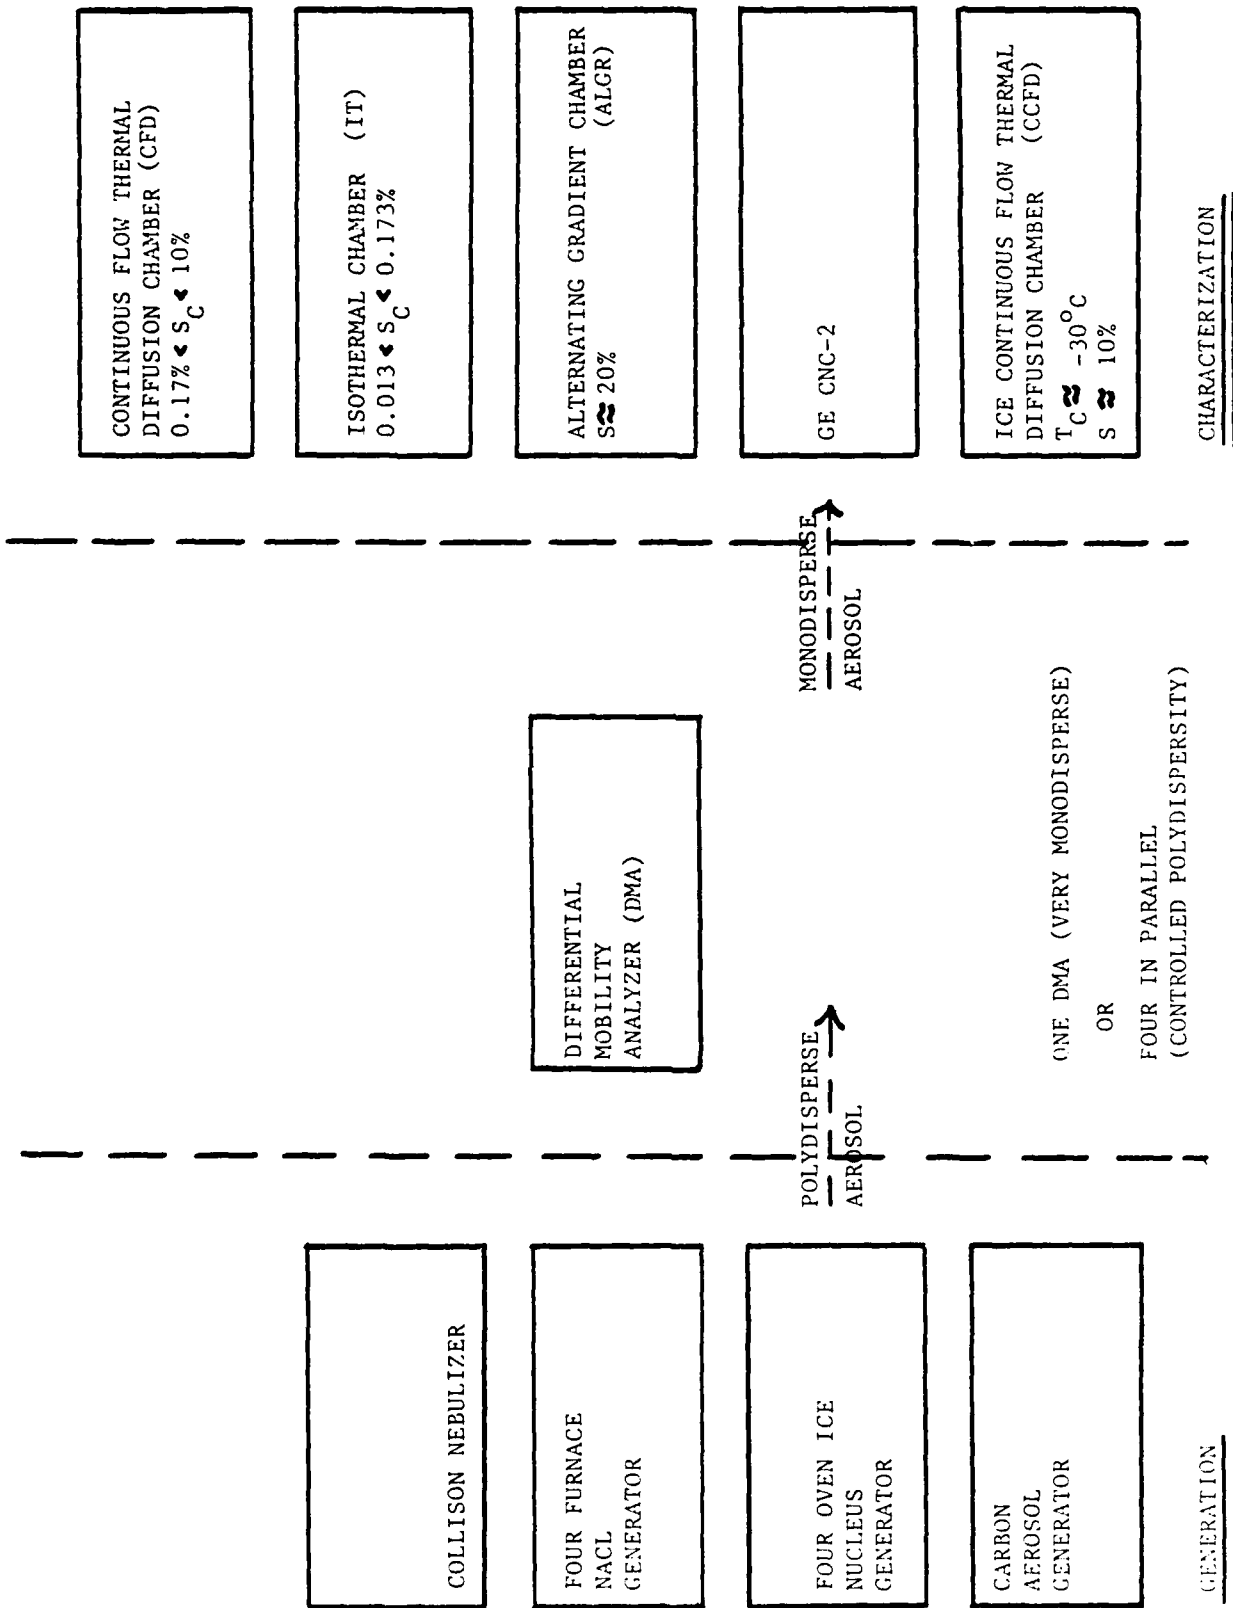 COLLISON NEBULIZER
FOUR FURNACE
NACL
GENERATOR
FOUR OVEN ICE
NUCLEUS
GENERATOR
CARBON
AEROSOL
GENERATOR
GENERATION
POLYDISPERSE
AEROSOL
DIFFERENTIAL
MOBILITY
ANALYZER (DMA)
ONE DMA (VERY MONODISPERSE)
OR
FOUR IN PARALLEL
(CONTROLLED POLYDISPERSITY)
MONODISPERSE
AEROSOL
CONTINUOUS FLOW THERMAL
DIFFUSION CHAMBER (CFD)
0.17% < S_C < 10%
ISOTHERMAL CHAMBER (IT)
0.013 < S_C < 0.173%
ALTERNATING GRADIENT CHAMBER
(ALGR)
S≈20%
GE CNC-2
ICE CONTINUOUS FLOW THERMAL
DIFFUSION CHAMBER (CCFD)
T_C ≈ -30°C
S ≈ 10%
CHARACTERIZATION